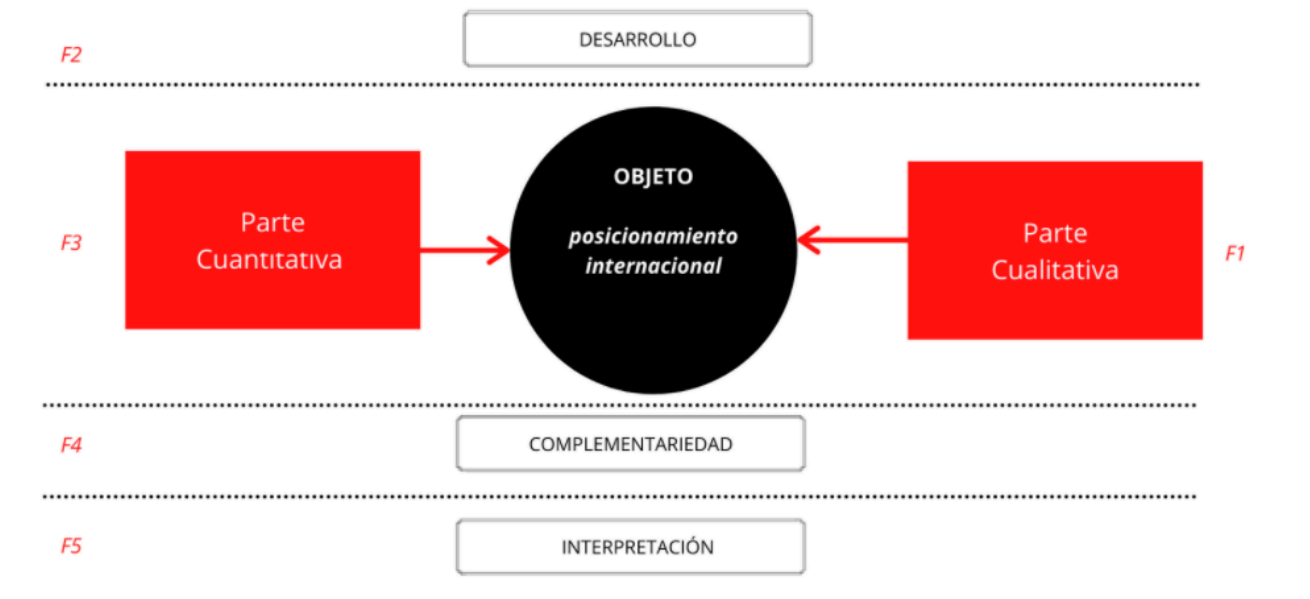 DESARROLLO
F2
Parte
Cuantitativa
F3
OBJETO
posicionamiento
internacional
Parte
Cualitativa
F1
COMPLEMENTARIEDAD
F4
INTERPRETACIÓN
F5